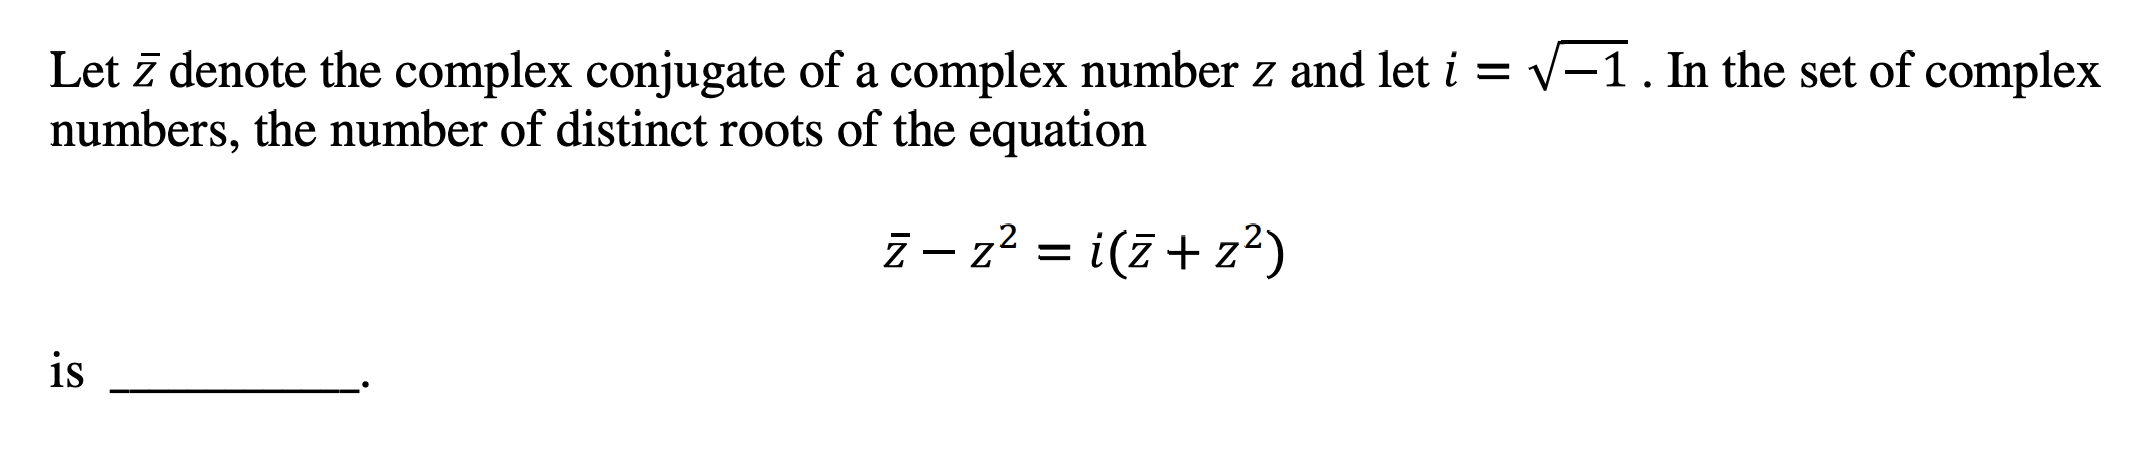 Let z̄ denote the complex conjugate of a complex number z and let i = √−1 . In the set of complex
numbers, the number of distinct roots of the equation
z̄ − z² = i(z̄ + z²)
is __________.